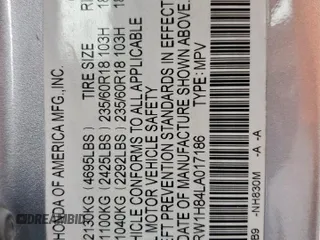 HONDA OF AMERICA MFG.,INC.
TIRE SIZE
2130KG (4695LBS)
1100KG (2425LBS) 235/60R18 103H
1040KG (2292LBS) 235/60R18 103H
VEHICLE CONFORMS TO ALL APPLICABLE
MOTOR VEHICLE SAFETY
THEFT PREVENTION STANDARDS IN EFFECT
DATE OF MANUFACTURE SHOWN ABOVE.
RW1H84LA017186 TYPE: MPV
NH830M -A -A
DREAMBID